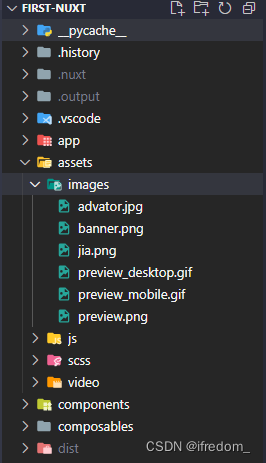 FIRST-NUXT
__pycache__
.history
.nuxt
.output
.vscode
app
assets
images
advator.jpg
banner.png
jia.png
preview_desktop.gif
preview_mobile.gif
preview.png
js
scss
video
components
composables
dist
CSDN @ifredom_